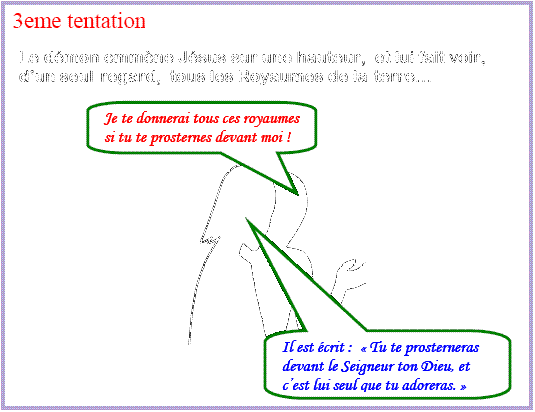 3eme tentation
Le démon emmène Jésus sur une hauteur, et lui fait voir,
d'un seul regard, tous les Royaumes de la terre...
Je te donnerai tous ces royaumes
si tu te prosternes devant moi !
Il est écrit : « Tu te prosterneras
devant le Seigneur ton Dieu, et
c'est lui seul que tu adoreras. »